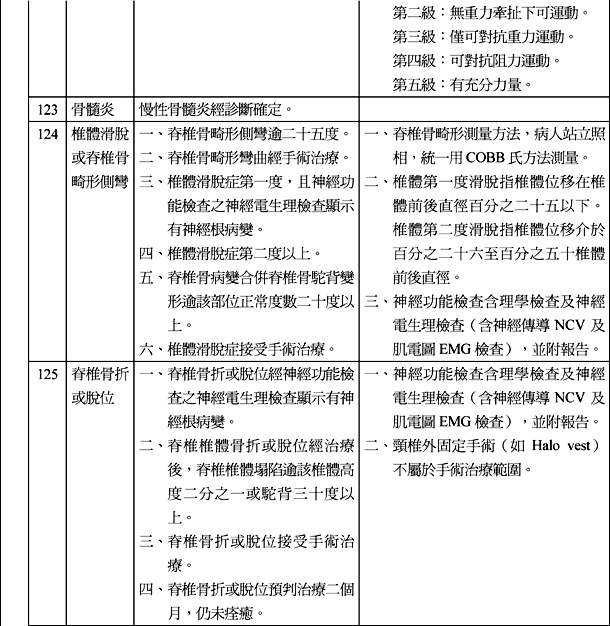 第二級：無重力牽扯下可運動。
第三級：僅可對抗重力運動。
第四級：可對抗阻力運動。
第五級：有充分力量。
123 骨髓炎 慢性骨髓炎經診斷確定。
124 椎體滑脫
或脊椎骨
畸形側彎
一、脊椎骨畸形側彎逾二十五度。
二、脊椎骨畸形彎曲經手術治療。
三、椎體滑脫症第一度，且神經功
能檢查之神經電生理檢查顯示
有神經根病變。
四、椎體滑脫症第二度以上。
五、脊椎骨病變合併脊椎骨駝背變
形逾該部位正常度數二十度以
上。
六、椎體滑脫症接受手術治療。
一、脊椎骨畸形測量方法，病人站立照
相，統一用 COBB 氏方法測量。
二、椎體第一度滑脫指椎體位移在椎
體前後直徑百分之二十五以下。
椎體第二度滑脫指椎體位移介於
百分之二十六至百分之五十椎體
前後直徑。
三、神經功能檢查含理學檢查及神經
電生理檢查（含神經傳導 NCV 及
肌電圖 EMG 檢查），並附報告。
125 脊椎骨折
或脫位
一、脊椎骨折或脫位經神經功能檢
查之神經電生理檢查顯示有神
經根病變。
二、脊椎椎體骨折或脫位經治療
後，脊椎椎體塌陷逾該椎體高
度二分之一或駝背三十度以
上。
三、脊椎骨折或脫位接受手術治
療。
四、脊椎骨折或脫位預判治療二個
月，仍未痊癒。
一、神經功能檢查含理學檢查及神經
電生理檢查（含神經傳導 NCV 及
肌電圖 EMG 檢查），並附報告。
二、頸椎外固定手術（如 Halo vest）
不屬於手術治療範圍。